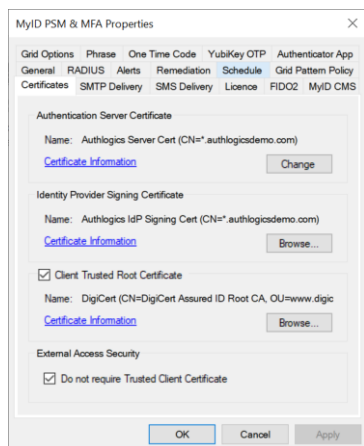 MyID PSM & MFA Properties
Grid Options Phrase One Time Code YubiKey OTP Authenticator App
General RADIUS Alerts Remediation Schedule Grid Pattern Policy
Certificates SMTP Delivery SMS Delivery Licence FIDO2 MyID CMS
Authentication Server Certificate
Name: Authlogics Server Cert (CN=*.authlogicsdemo.com)
Certificate Information Change
Identity Provider Signing Certificate
Name: Authlogics IdP Signing Cert (CN=*.authlogicsdemo.com)
Certificate Information Browse...
Client Trusted Root Certificate
Name: DigiCert (CN=DigiCert Assured ID Root CA, OU=www.digic
Certificate Information Browse...
External Access Security
Do not require Trusted Client Certificate
OK Cancel Apply